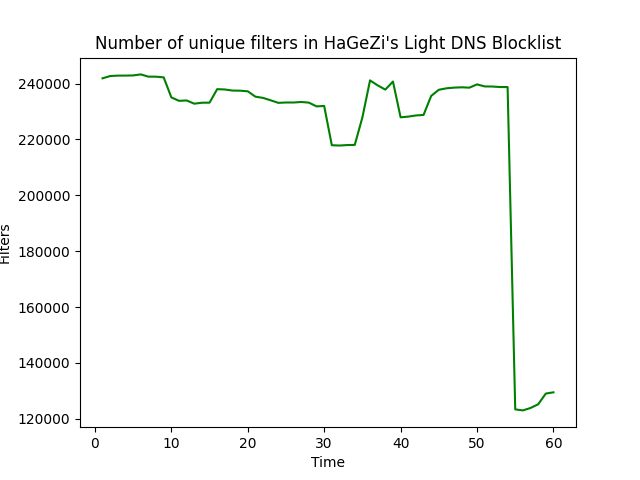 Number of unique filters in HaGeZi's Light DNS Blocklist
240000
220000
200000
180000
160000
140000
120000
Filters
0 10 20 30 40 50 60
Time